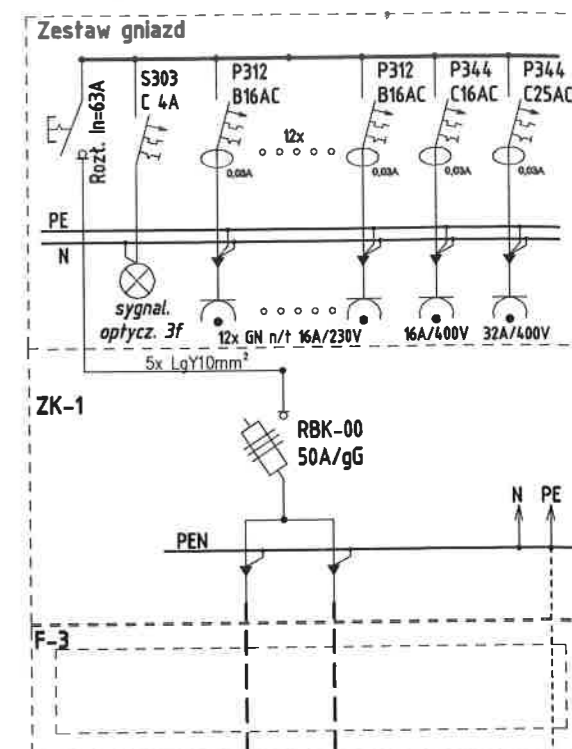 Zestaw gniazd
Rozł. In=63A
S303
C 4A
P312
B16AC
12x
P312
B16AC
P344
C16AC
P344
C25AC
0,03A
0,03A
0,03A
0,03A
PE
N
sygnal.
optycz. 3f
12x GN n/t 16A/230V
16A/400V
32A/400V
5x LgY10mm²
ZK-1
RBK-00
50A/gG
N PE
PEN
F-3